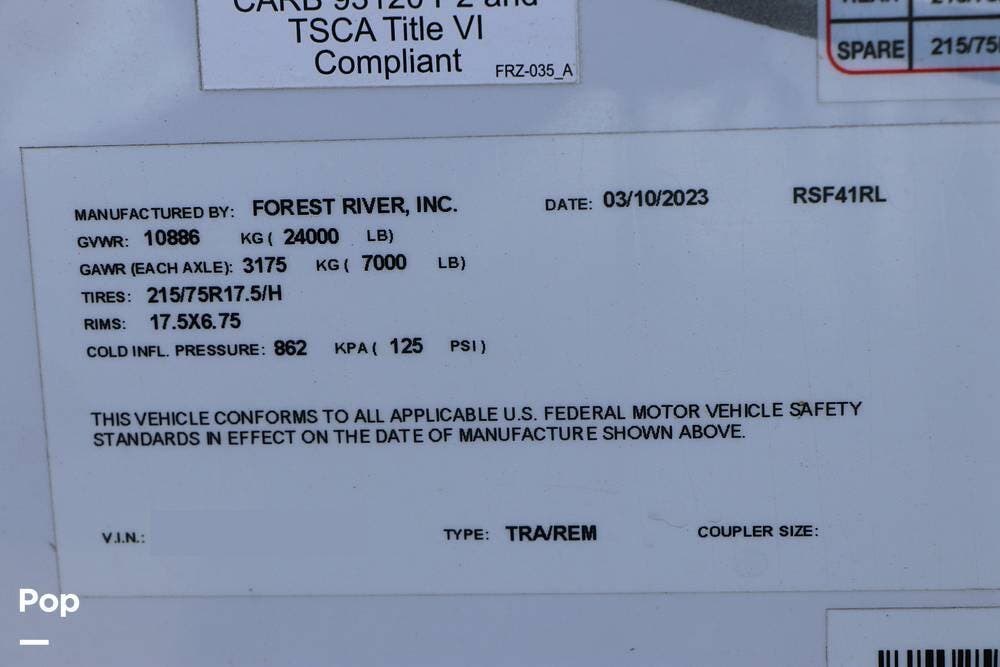 TSCA Title VI
Compliant
FRZ-035_A
SPARE 215/75
MANUFACTURED BY: FOREST RIVER, INC. DATE: 03/10/2023 RSF41RL
GVWR: 10886 KG ( 24000 LB)
GAWR (EACH AXLE): 3175 KG ( 7000 LB)
TIRES: 215/75R17.5/H
RIMS: 17.5X6.75
COLD INFL. PRESSURE: 862 KPA ( 125 PSI )
THIS VEHICLE CONFORMS TO ALL APPLICABLE U.S. FEDERAL MOTOR VEHICLE SAFETY
STANDARDS IN EFFECT ON THE DATE OF MANUFACTURE SHOWN ABOVE.
V.I.N.: TYPE: TRA/REM COUPLER SIZE:
Pop